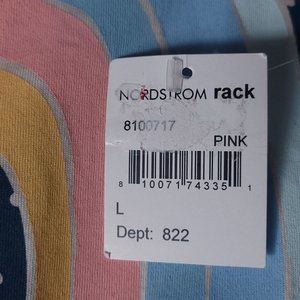 NORDSTROM rack
8100717
PINK
8 10071 74335 1
L
Dept: 822